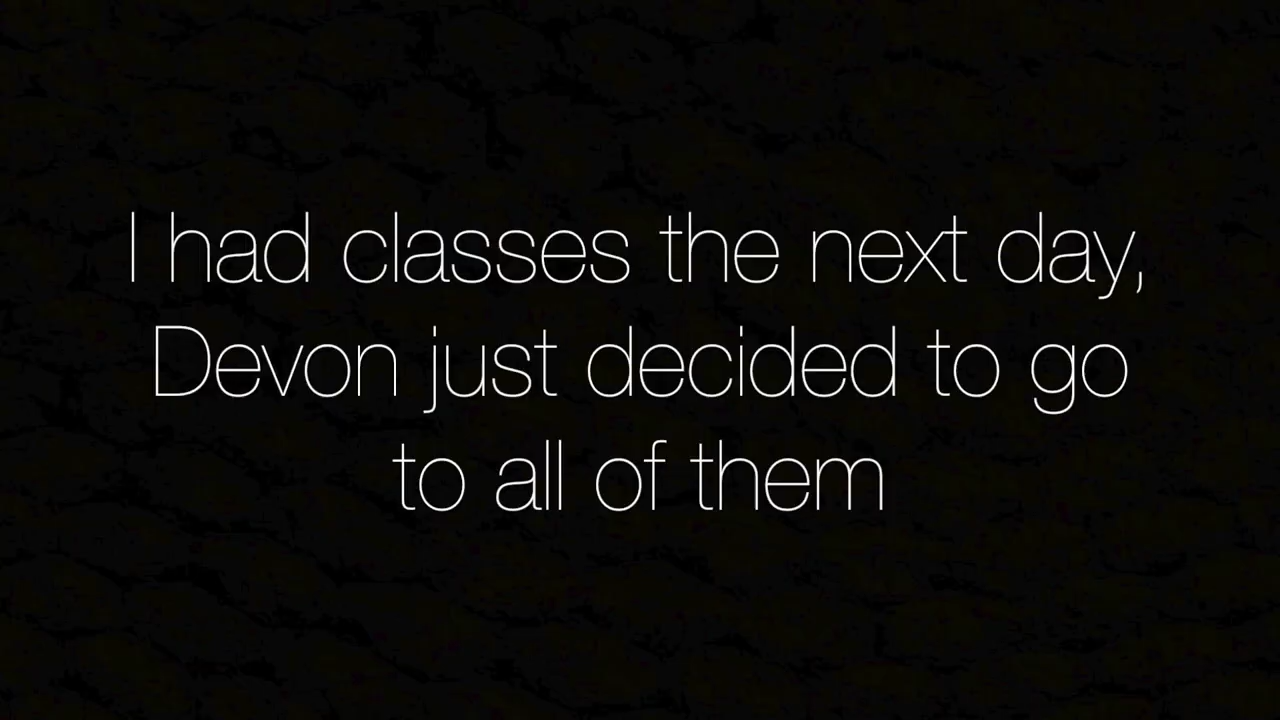 I had classes the next day,
Devon just decided to go
to all of them